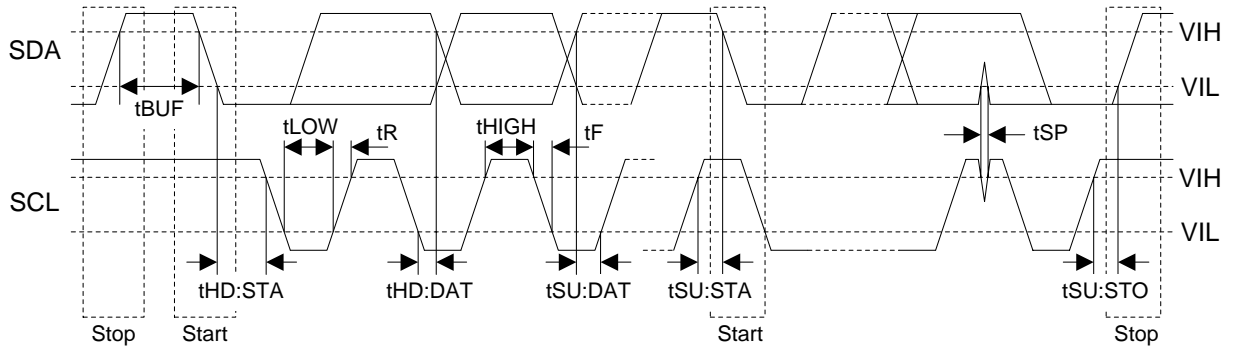 SDA
VIH
VIL
tBUF
tLOW
tR
tHIGH
tF
tSP
SCL
VIH
VIL
tHD:STA
tHD:DAT
tSU:DAT
tSU:STA
tSU:STO
Stop
Start
Start
Stop